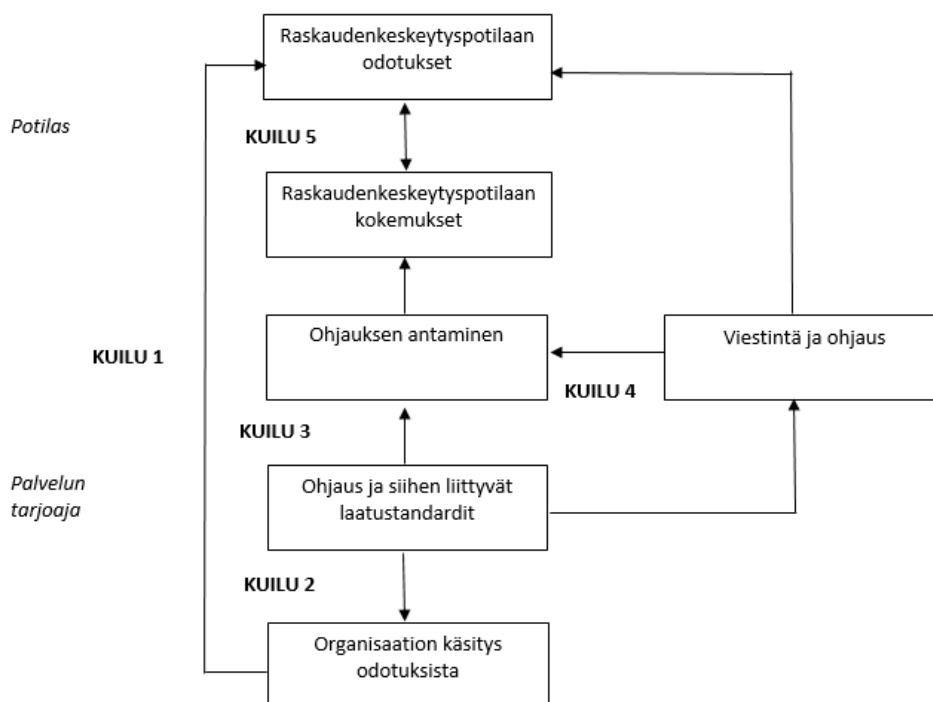 Raskaudenkeskeytyspotilaan
odotukset
Potilas
KUILU 5
Raskaudenkeskeytyspotilaan
kokemukset
Ohjauksen antaminen
Viestintä ja ohjaus
KUILU 1
KUILU 4
KUILU 3
Palvelun
tarjoaja
Ohjaus ja siihen liittyvät
laatustandardit
KUILU 2
Organisaation käsitys
odotuksista